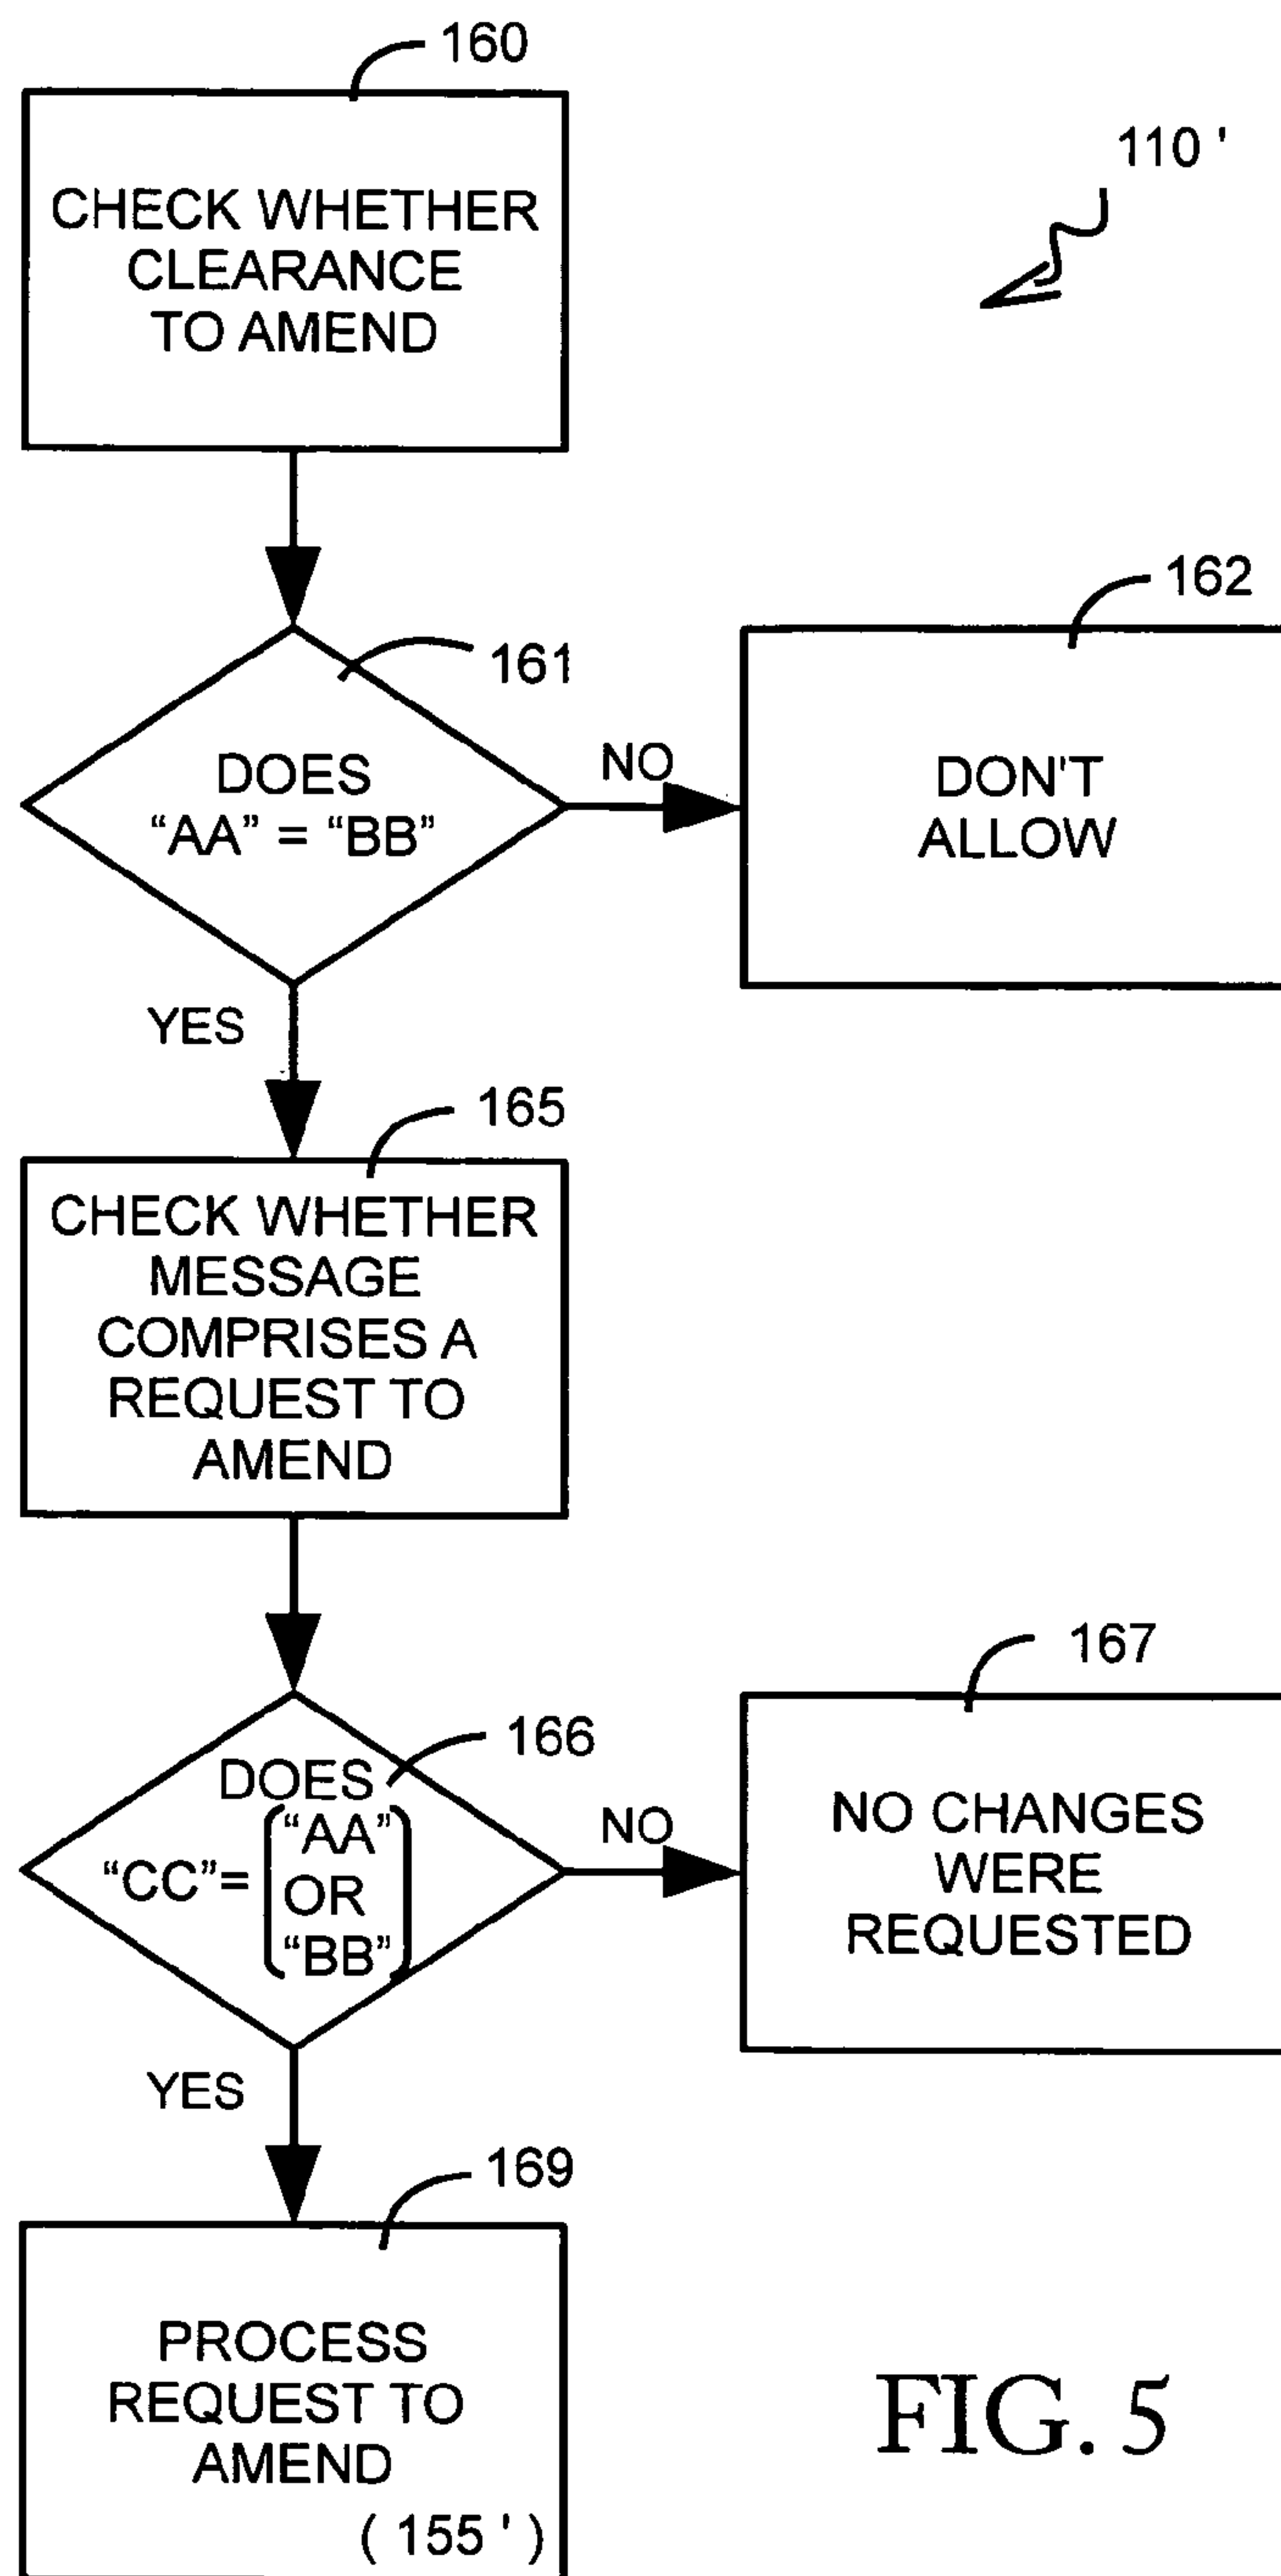 160
110 '
CHECK WHETHER
CLEARANCE
TO AMEND
162
161
DOES
“AA” = “BB”
NO
DON'T
ALLOW
YES
165
CHECK WHETHER
MESSAGE
COMPRISES A
REQUEST TO
AMEND
167
166
DOES
“AA”
“CC”=
OR
“BB”
NO
NO CHANGES
WERE
REQUESTED
YES
169
PROCESS
REQUEST TO
AMEND
( 155 ' )
FIG. 5